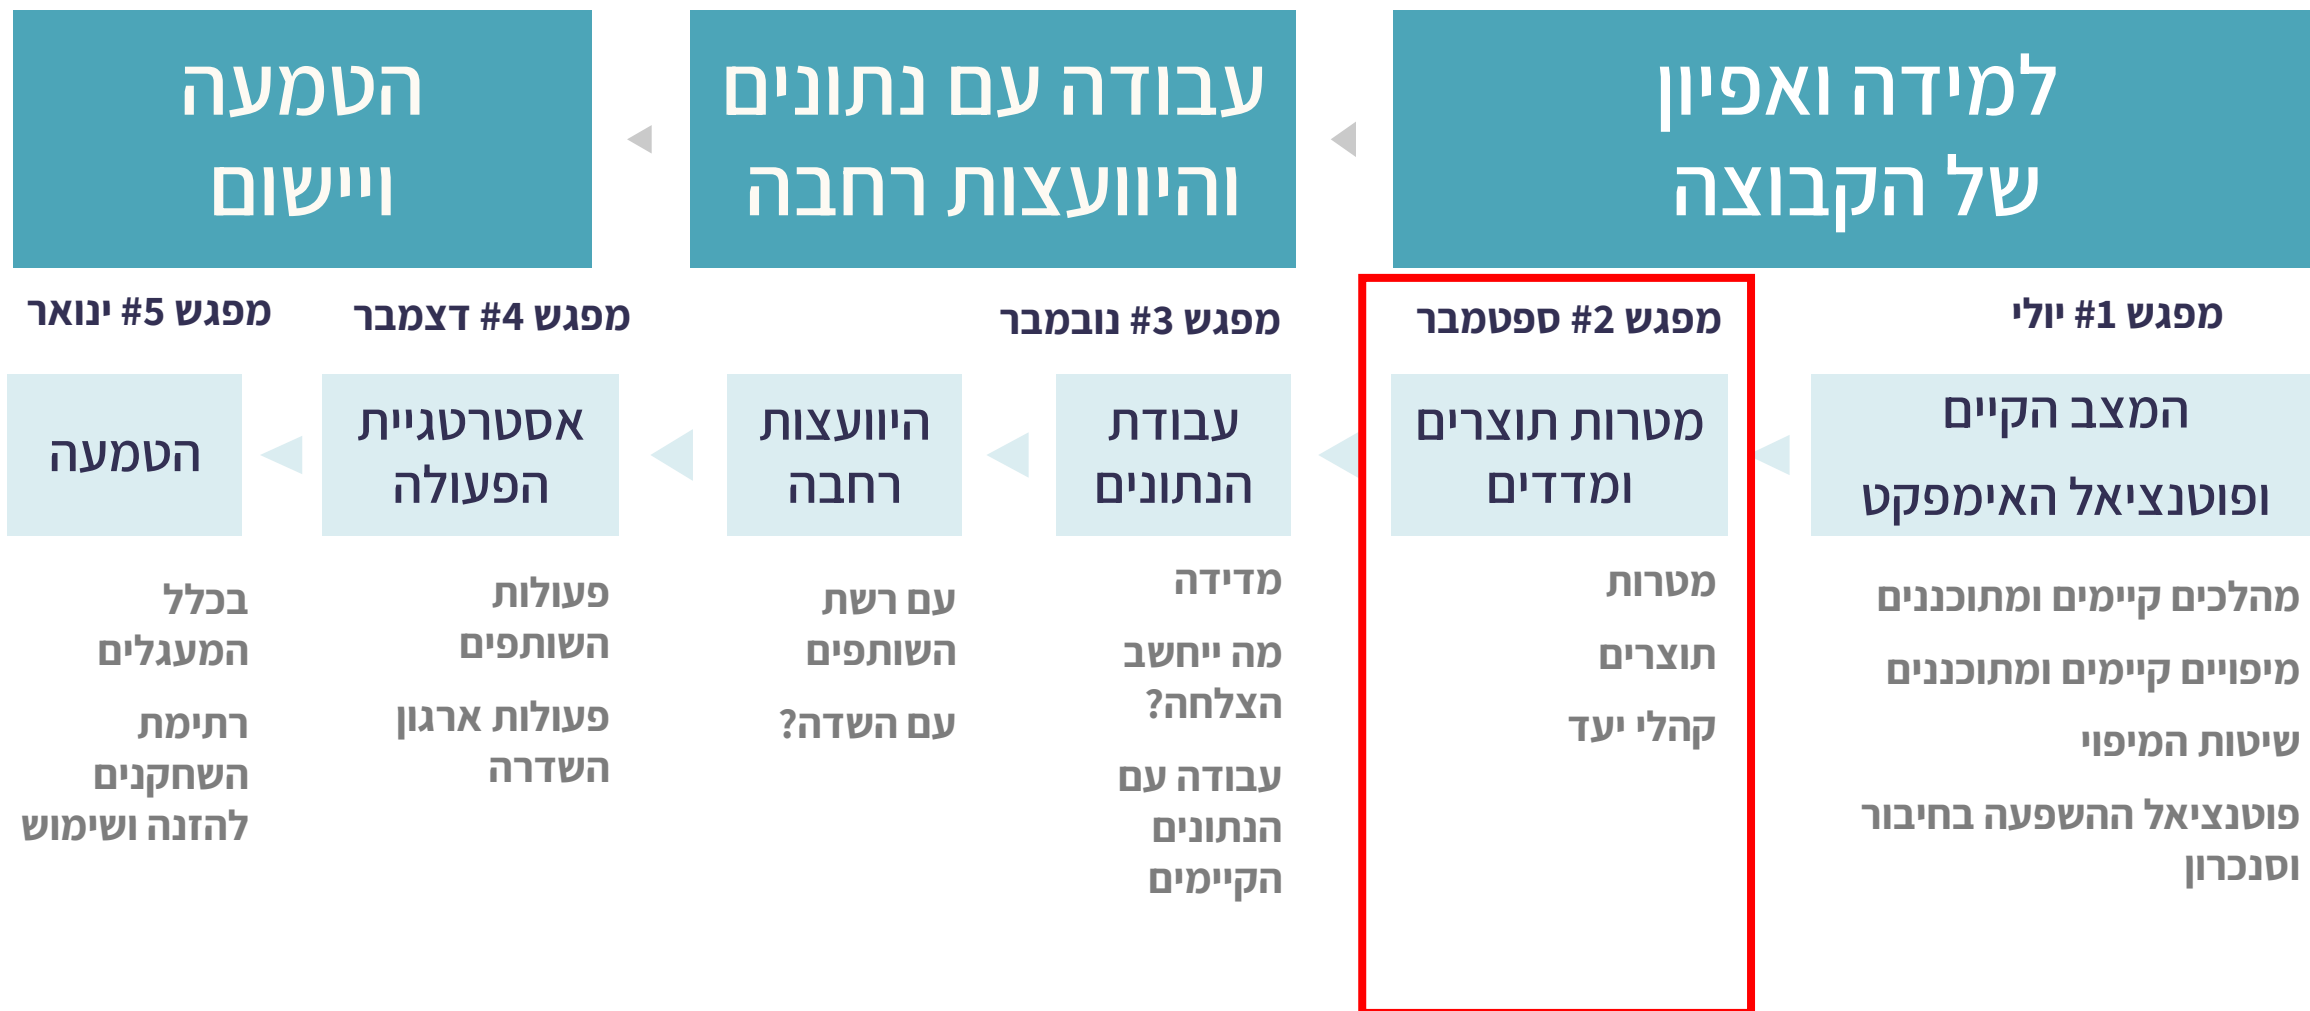 למידה ואפיון
של הקבוצה
עבודה עם נתונים
והיוועצות רחבה
הטמעה
ויישום
מפגש #1 יולי
המצב הקיים
ופוטנציאל האימפקט
מהלכים קיימים ומתוכננים
מיפויים קיימים ומתוכננים
שיטות המיפוי
פוטנציאל ההשפעה בחיבור
וסנכרון
מפגש #2 ספטמבר
מטרות תוצרים
ומדדים
מטרות
תוצרים
קהלי יעד
מפגש #3 נובמבר
עבודת
הנתונים
מדידה
מה ייחשב
הצלחה?
עבודה עם
הנתונים
הקיימים
היוועצות
רחבה
עם רשת
השותפים
עם השדה?
מפגש #4 דצמבר
אסטרטגיית
הפעולה
פעולות
השותפים
פעולות ארגון
השדרה
מפגש #5 ינואר
הטמעה
בכלל
המעגלים
רתימת
השחקנים
להזנה ושימוש